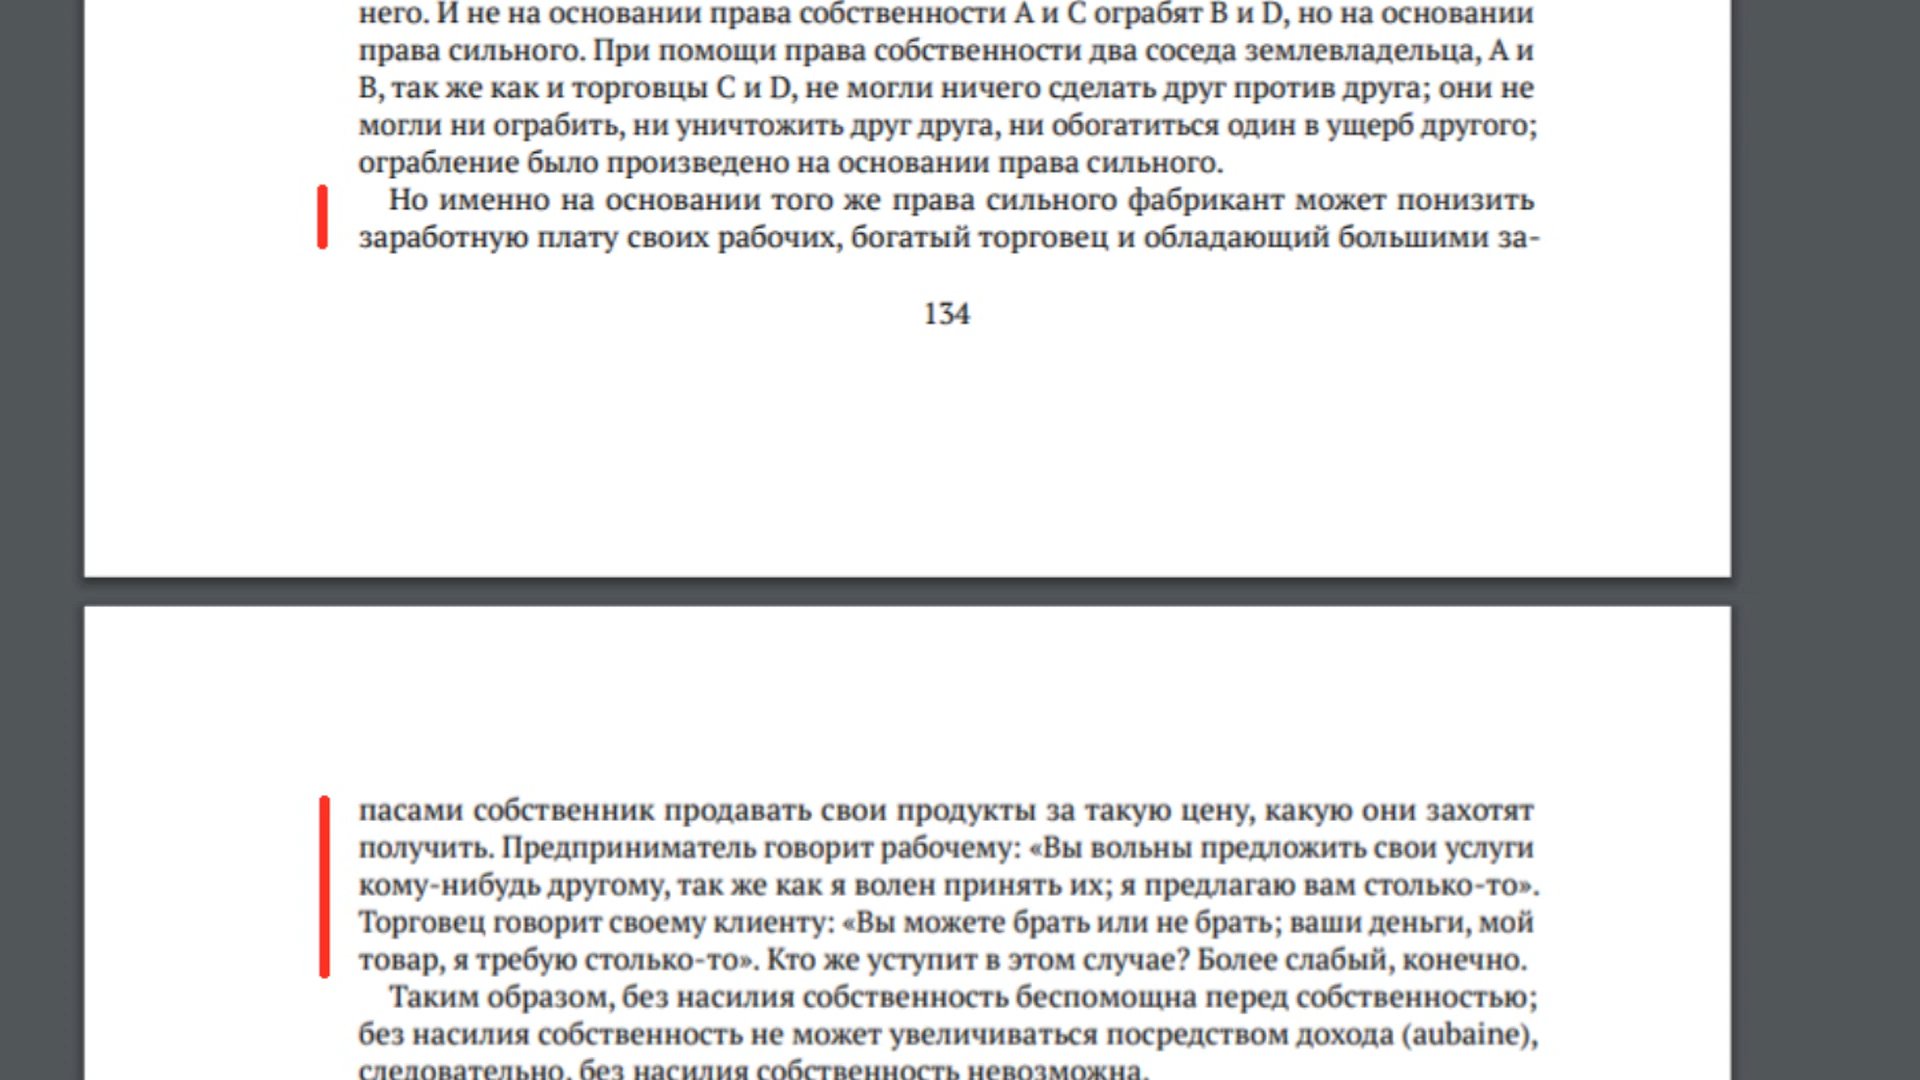 него. И не на основании права собственности A и C ограбят B и D, но на основании
права сильного. При помощи права собственности два соседа землевладельца, A и
B, так же как и торговцы C и D, не могли ничего сделать друг против друга; они не
могли ни ограбить, ни уничтожить друг друга, ни обогатиться один в ущерб другого;
ограбление было произведено на основании права сильного.
Но именно на основании того же права сильного фабрикант может понизить
заработную плату своих рабочих, богатый торговец и обладающий большими за-
134
пасами собственник продавать свои продукты за такую цену, какую они захотят
получить. Предприниматель говорит рабочему: «Вы вольны предложить свои услуги
кому-нибудь другому, так же как я волен принять их; я предлагаю вам столько-то».
Торговец говорит своему клиенту: «Вы можете брать или не брать; ваши деньги, мой
товар, я требую столько-то». Кто же уступит в этом случае? Более слабый, конечно.
Таким образом, без насилия собственность беспомощна перед собственностью;
без насилия собственность не может увеличиваться посредством дохода (aubaine),
следовательно, без насилия собственность невозможна.